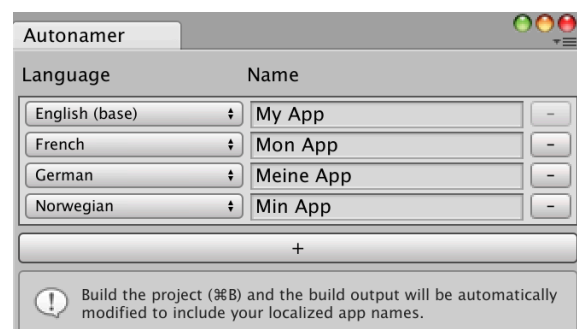 Autonamer
Language Name
English (base) My App -
French Mon App -
German Meine App -
Norwegian Min App -
+
Build the project (⌘B) and the build output will be automatically
modified to include your localized app names.